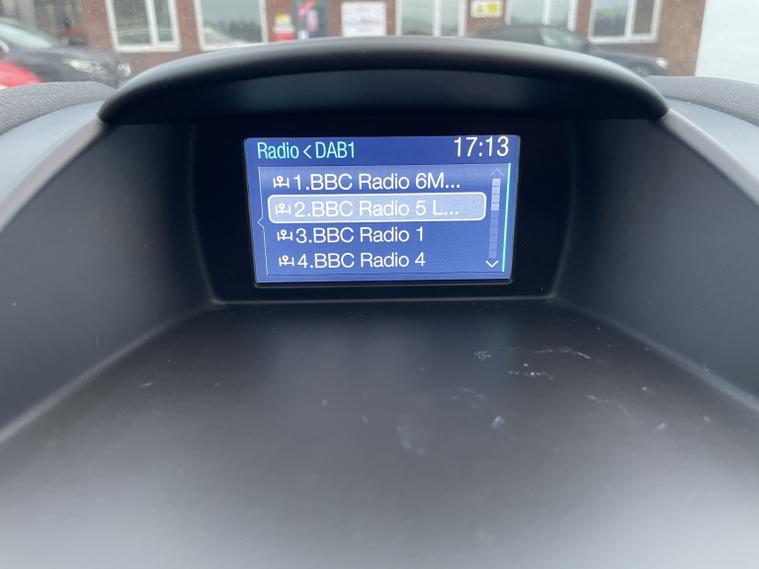 Radio < DAB1 17:13
1.BBC Radio 6M...
2.BBC Radio 5 L...
3.BBC Radio 1
4.BBC Radio 4